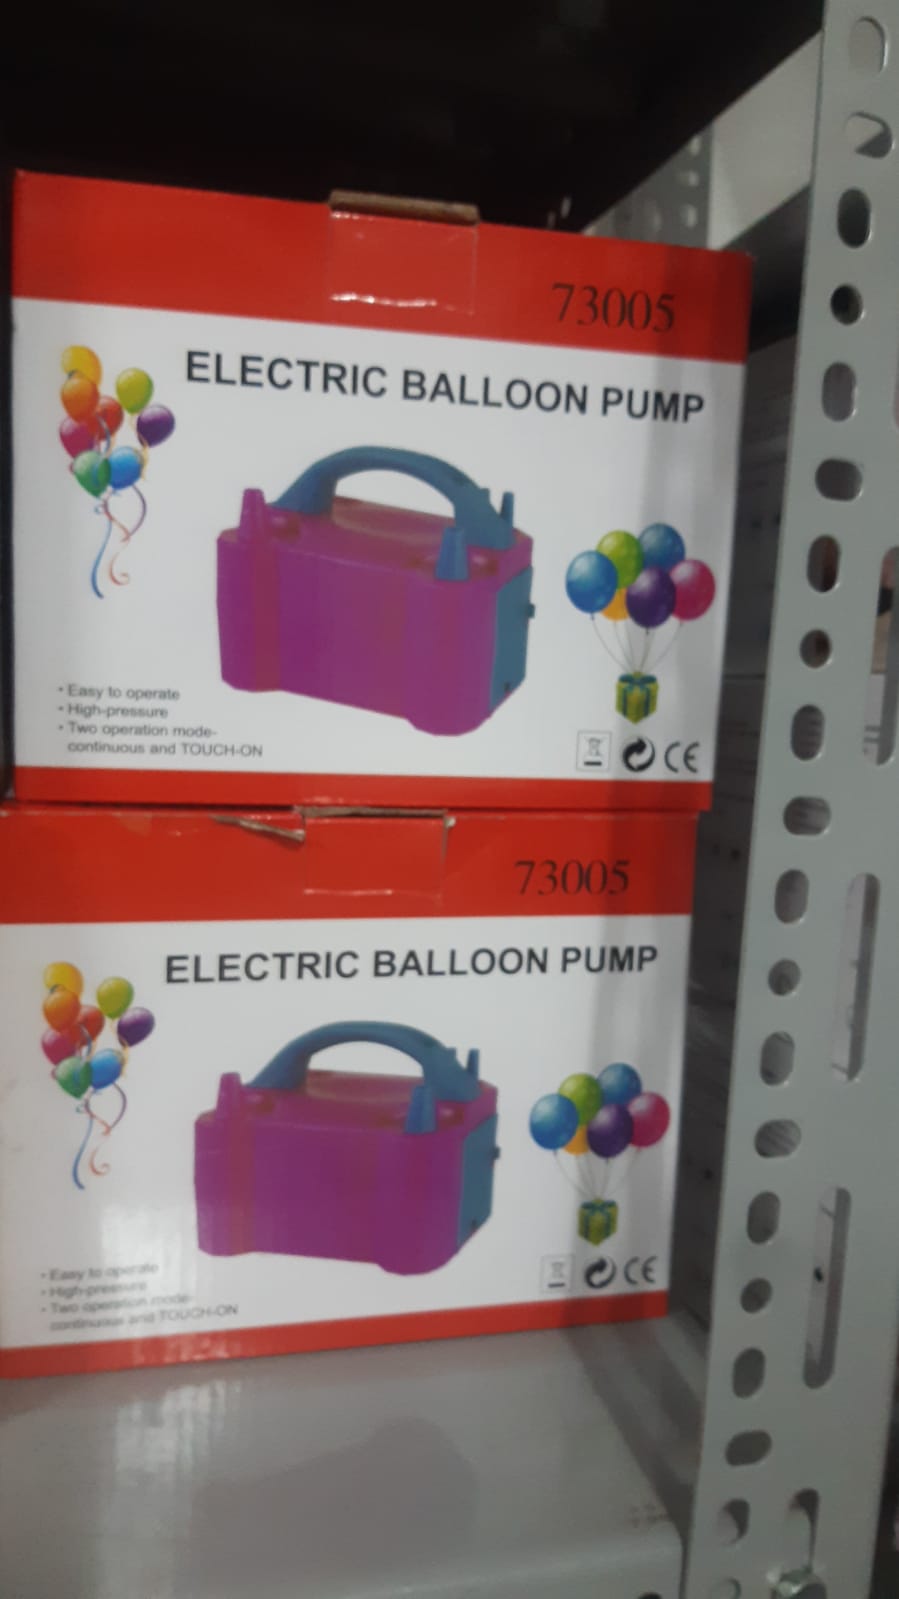 73005
ELECTRIC BALLOON PUMP
• Easy to operate
• High-pressure
• Two operation mode-
continuous and TOUCH-ON
CE
73005
ELECTRIC BALLOON PUMP
• Easy to operate
• High-pressure
• Two operation mode-
continuous and TOUCH-ON
CE